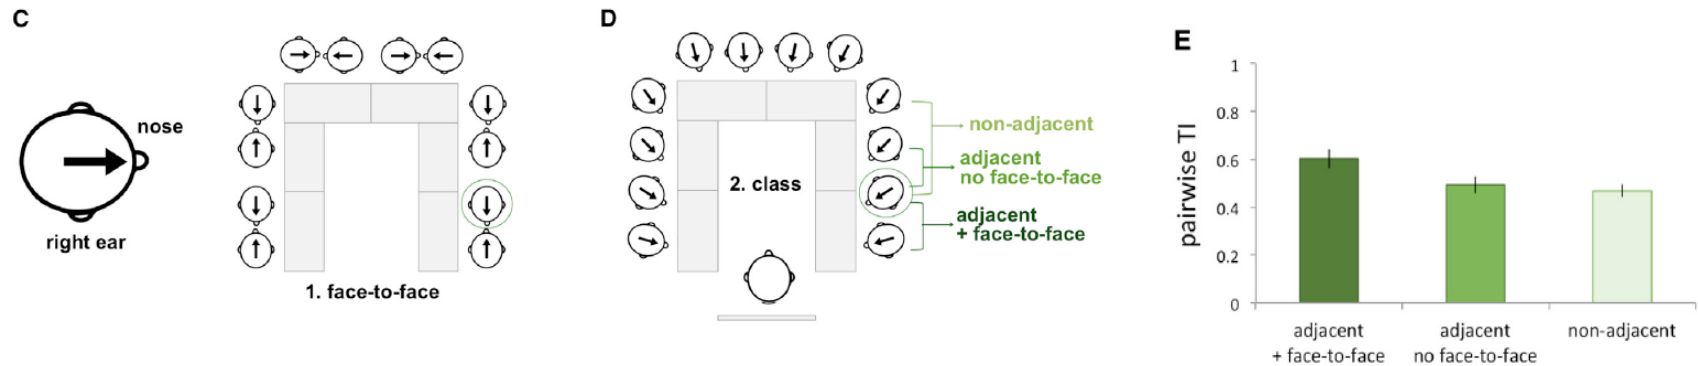 C
nose
right ear
1. face-to-face
D
2. class
non-adjacent
adjacent
no face-to-face
adjacent
+ face-to-face
E
pairwise TI
1
0.8
0.6
0.4
0.2
0
adjacent
+ face-to-face
adjacent
no face-to-face
non-adjacent